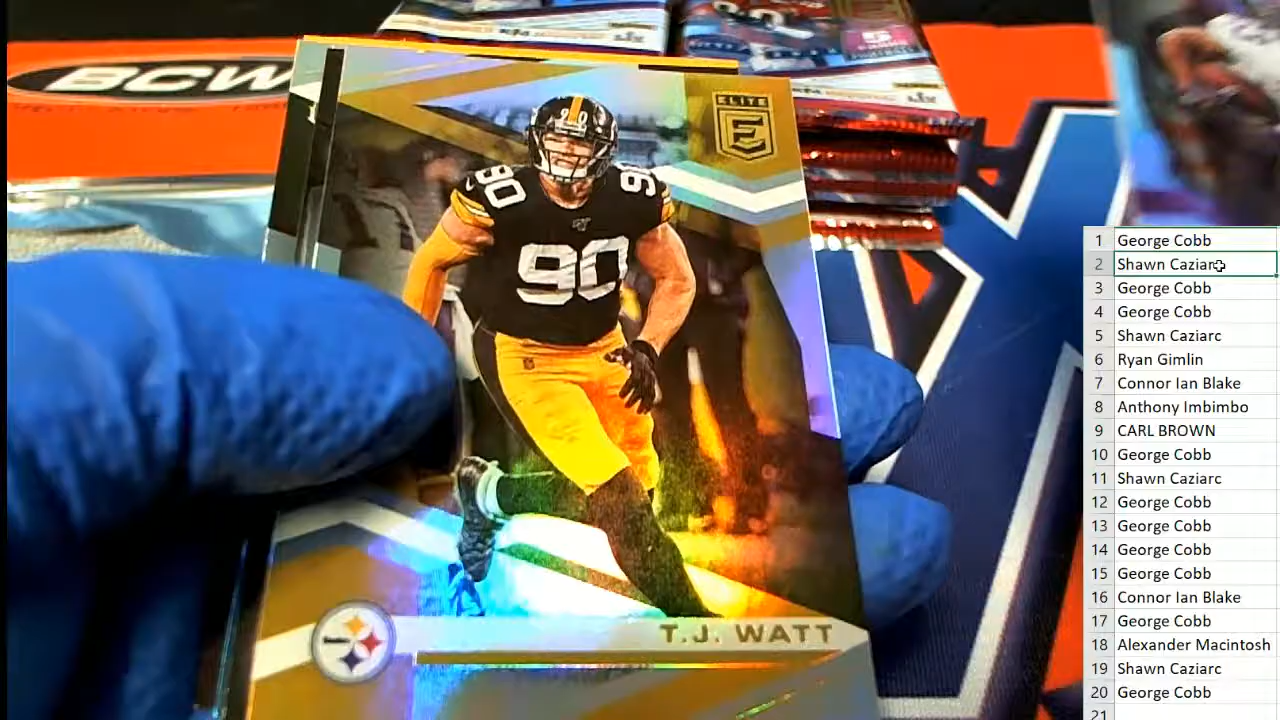 BCW
ELITE
E
90
90
90
90
T.J. WATT
1 George Cobb
2 Shawn Caziarc
3 George Cobb
4 George Cobb
5 Shawn Caziarc
6 Ryan Gimlin
7 Connor Ian Blake
8 Anthony Imbimbo
9 CARL BROWN
10 George Cobb
11 Shawn Caziarc
12 George Cobb
13 George Cobb
14 George Cobb
15 George Cobb
16 Connor Ian Blake
17 George Cobb
18 Alexander Macintosh
19 Shawn Caziarc
20 George Cobb
21